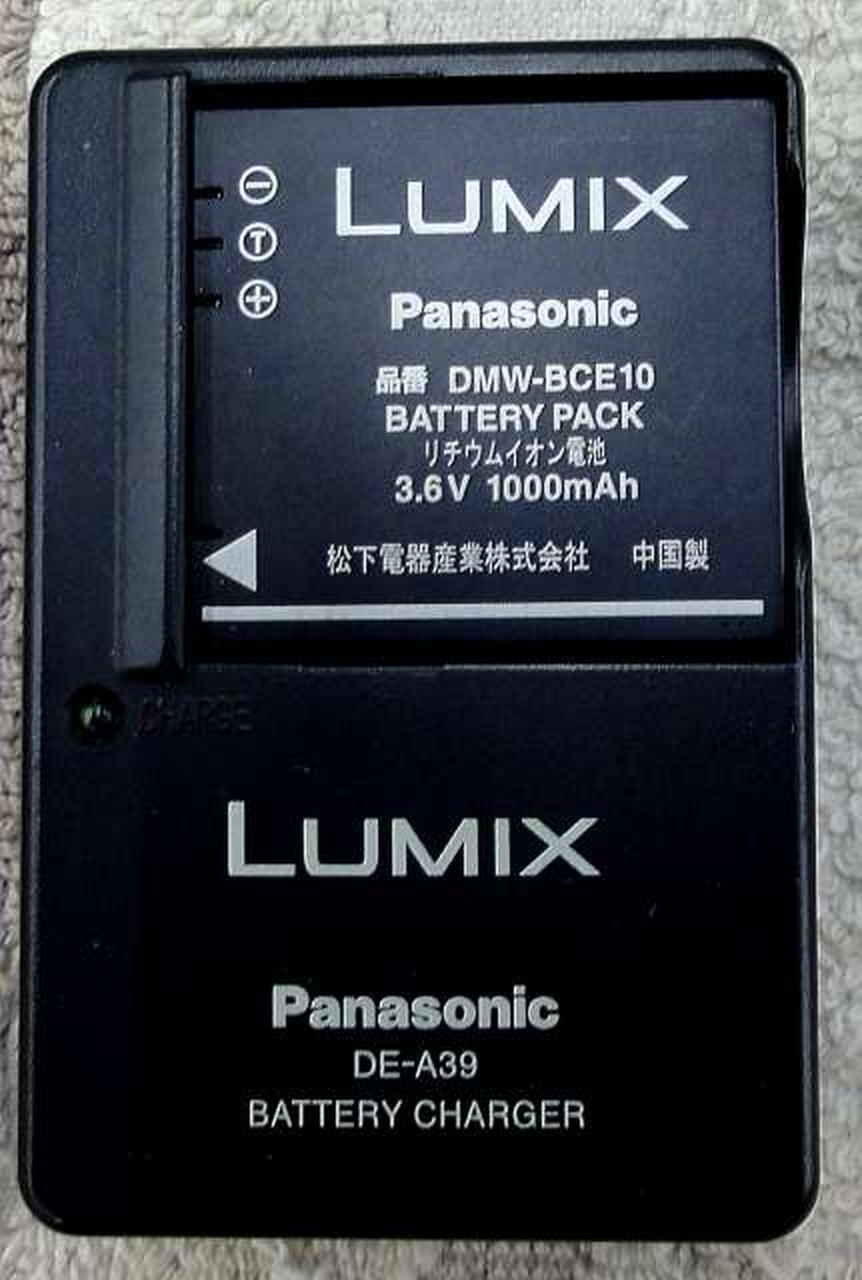 LUMIX
Panasonic
品番 DMW-BCE10
BATTERY PACK
リチウムイオン電池
3.6V 1000mAh
松下電器産業株式会社 中国製
− T +
CHARGE
LUMIX
Panasonic
DE-A39
BATTERY CHARGER